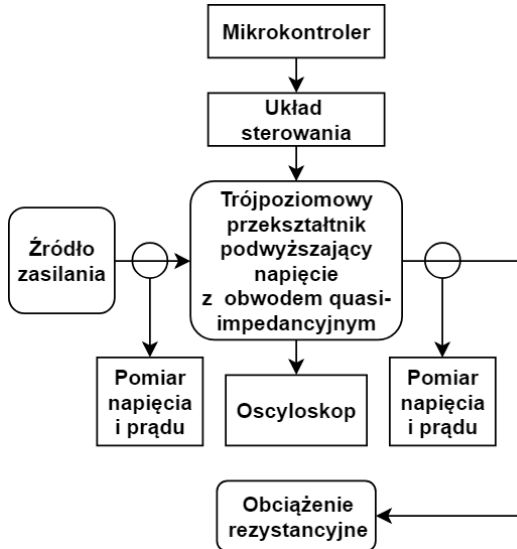 Mikrokontroler
Układ
sterowania
Trójpoziomowy
przekształtnik
podwyższający
napięcie
z obwodem quasi-
impedancyjnym
Źródło
zasilania
Pomiar
napięcia
i prądu
Oscyloskop
Pomiar
napięcia
i prądu
Obciążenie
rezystancyjne